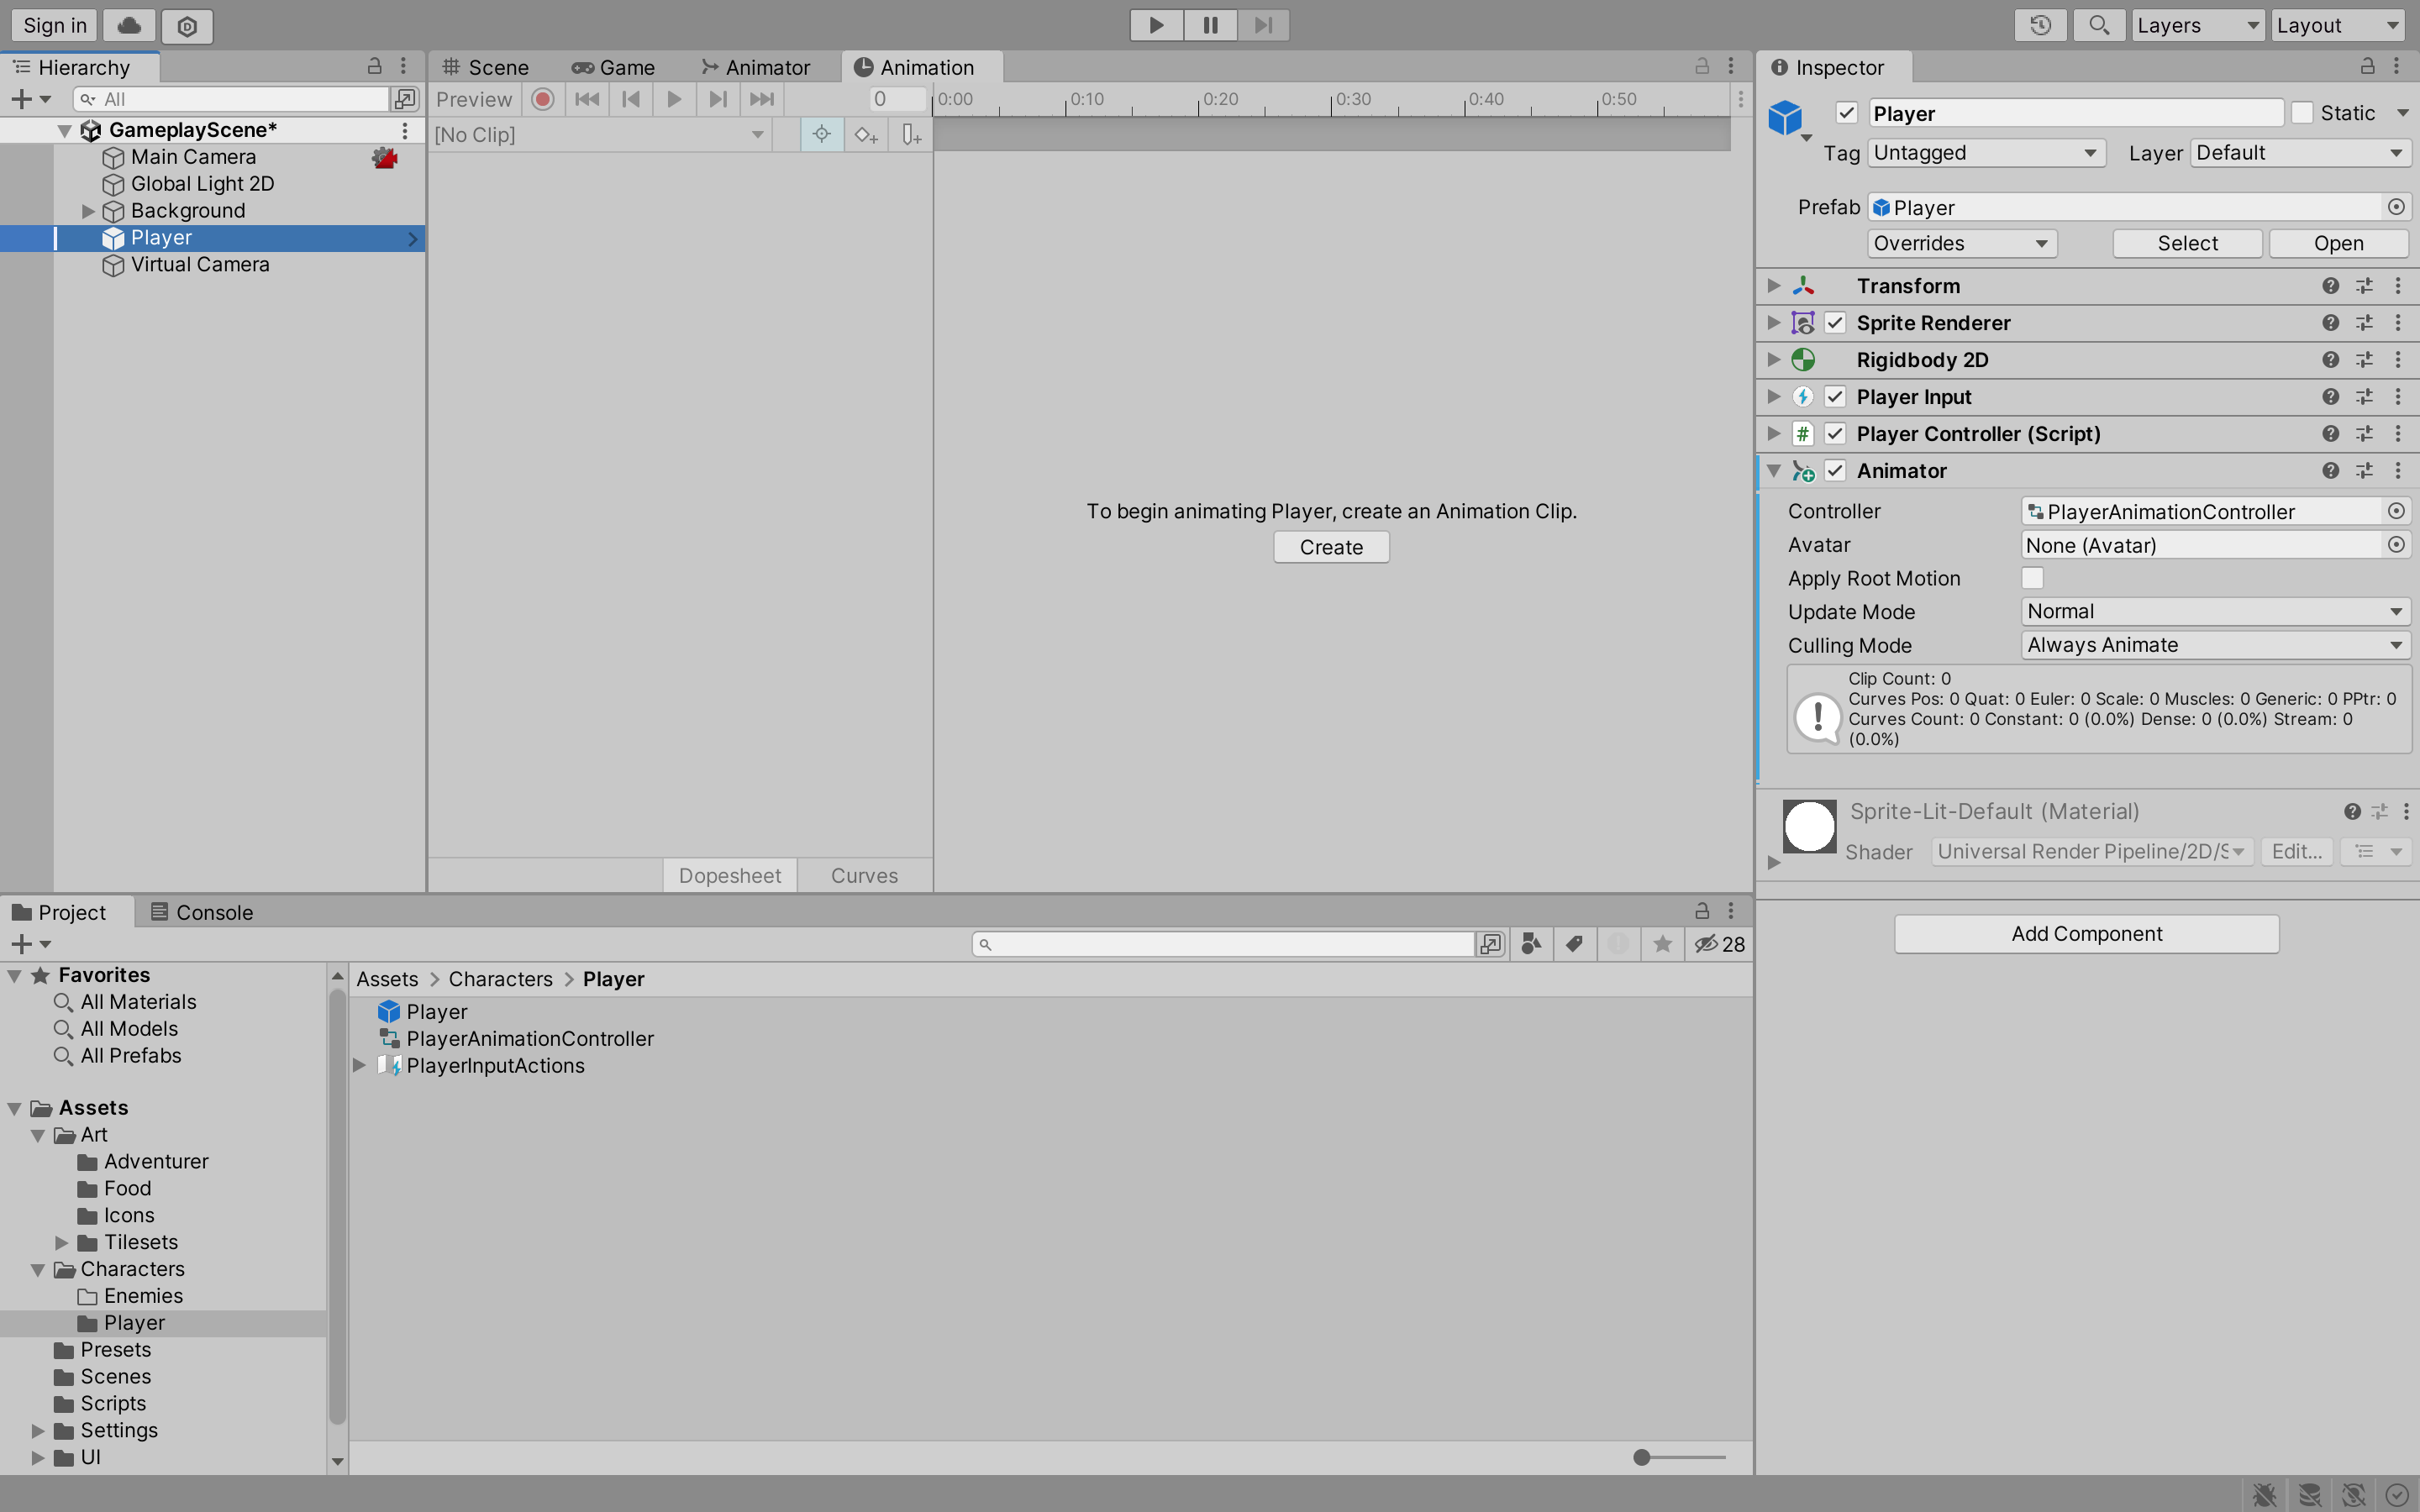 Sign in
Layers
Layout
Hierarchy
All
GameplayScene*
Main Camera
Global Light 2D
Background
Player
Virtual Camera
Scene
Game
Animator
Animation
Preview
0
0:00
0:10
0:20
0:30
0:40
0:50
[No Clip]
To begin animating Player, create an Animation Clip.
Create
Dopesheet
Curves
Inspector
Player
Static
Tag
Untagged
Layer
Default
Prefab
Player
Overrides
Select
Open
Transform
Sprite Renderer
Rigidbody 2D
Player Input
Player Controller (Script)
Animator
Controller
PlayerAnimationController
Avatar
None (Avatar)
Apply Root Motion
Update Mode
Normal
Culling Mode
Always Animate
Clip Count: 0
Curves Pos: 0 Quat: 0 Euler: 0 Scale: 0 Muscles: 0 Generic: 0 PPtr: 0
Curves Count: 0 Constant: 0 (0.0%) Dense: 0 (0.0%) Stream: 0
(0.0%)
Sprite-Lit-Default (Material)
Shader
Universal Render Pipeline/2D/S
Edit...
Add Component
Project
Console
28
Favorites
All Materials
All Models
All Prefabs
Assets
Art
Adventurer
Food
Icons
Tilesets
Characters
Enemies
Player
Presets
Scenes
Scripts
Settings
UI
Assets > Characters > Player
Player
PlayerAnimationController
PlayerInputActions